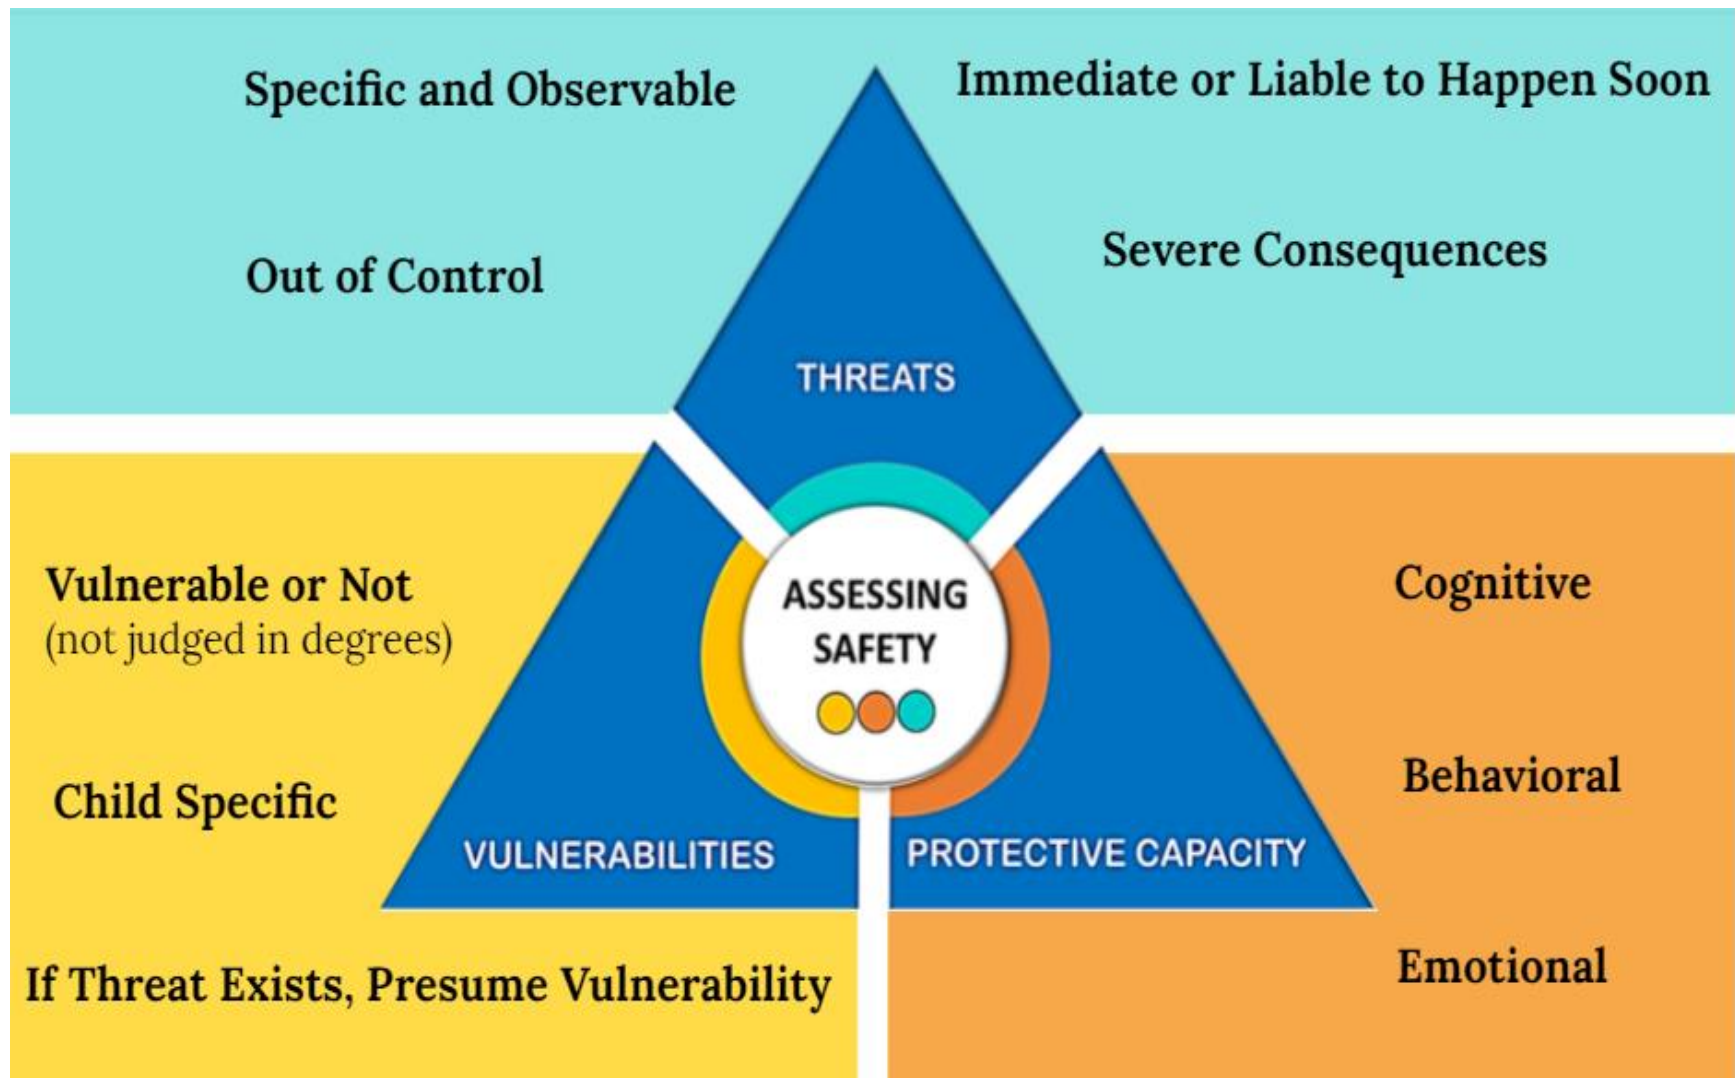 Specific and Observable
Immediate or Liable to Happen Soon
Out of Control
Severe Consequences
THREATS
Vulnerable or Not
(not judged in degrees)
Child Specific
If Threat Exists, Presume Vulnerability
VULNERABILITIES
ASSESSING
SAFETY
PROTECTIVE CAPACITY
Cognitive
Behavioral
Emotional